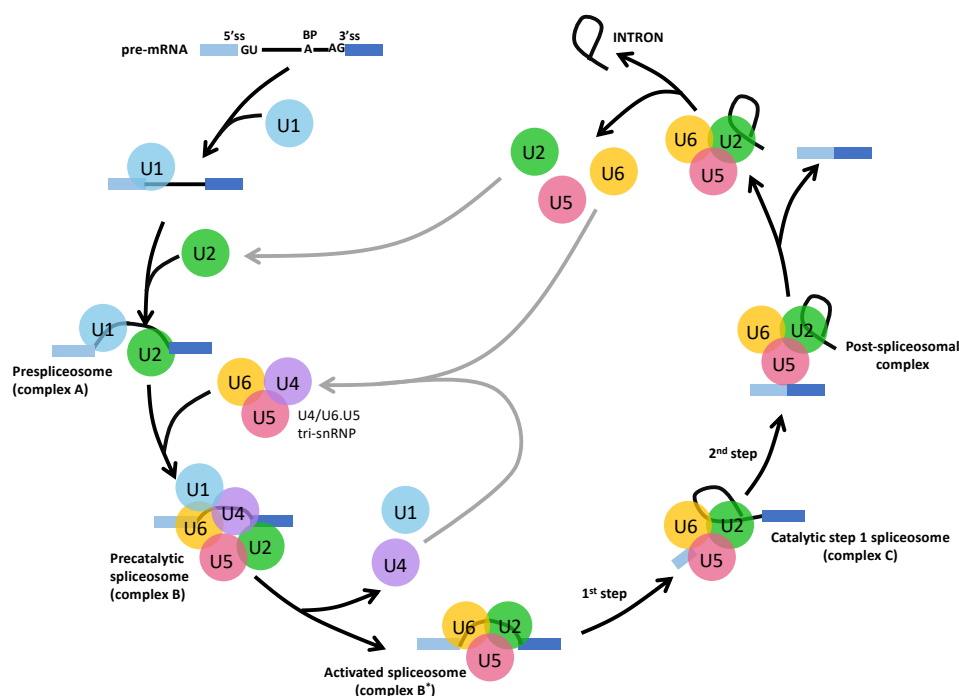 5'ss
BP
3'ss
pre-mRNA
GU
A
AG
INTRON
U1
U1
U6
U2
U5
U2
U6
U5
U2
U1
U2
Prespliceosome
(complex A)
U6
U4
U5
U4/U6.U5
tri-snRNP
U6
U2
U5
Post-spliceosomal
complex
2nd step
U1
U4
U6
U2
U5
Precatalytic
spliceosome
(complex B)
U1
U4
U6
U2
U5
Catalytic step 1 spliceosome
(complex C)
1st step
U6
U2
U5
Activated spliceosome
(complex B*)